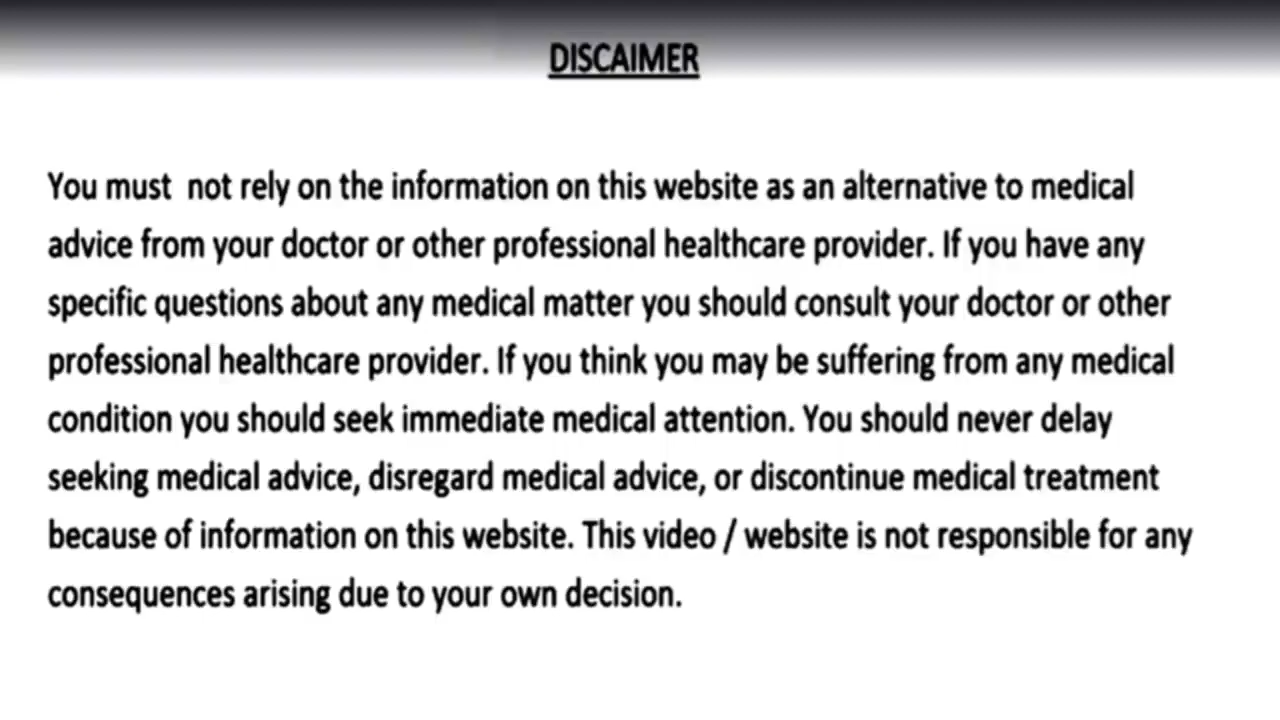 DISCAIMER
You must  not rely on the information on this website as an alternative to medical
advice from your doctor or other professional healthcare provider. If you have any
specific questions about any medical matter you should consult your doctor or other
professional healthcare provider. If you think you may be suffering from any medical
condition you should seek immediate medical attention. You should never delay
seeking medical advice, disregard medical advice, or discontinue medical treatment
because of information on this website. This video / website is not responsible for any
consequences arising due to your own decision.